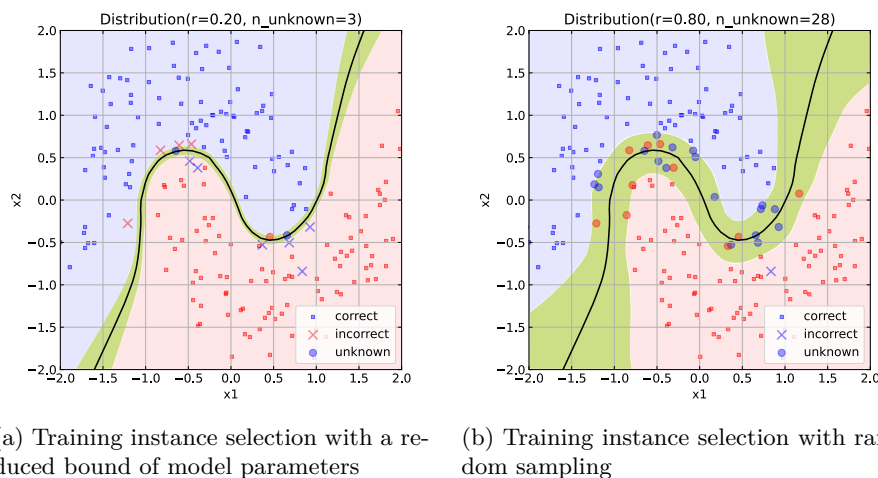 Distribution(r=0.20, n_unknown=3)
2.0
1.5
1.0
0.5
0.0
−0.5
−1.0
−1.5
−2.0
x2
correct
incorrect
unknown
−2.0 −1.5 −1.0 −0.5 0.0 0.5 1.0 1.5 2.0
x1
Distribution(r=0.80, n_unknown=28)
2.0
1.5
1.0
0.5
0.0
−0.5
−1.0
−1.5
−2.0
x2
correct
incorrect
unknown
−2.0 −1.5 −1.0 −0.5 0.0 0.5 1.0 1.5 2.0
x1
a) Training instance selection with a re-
duced bound of model parameters
(b) Training instance selection with ran
dom sampling